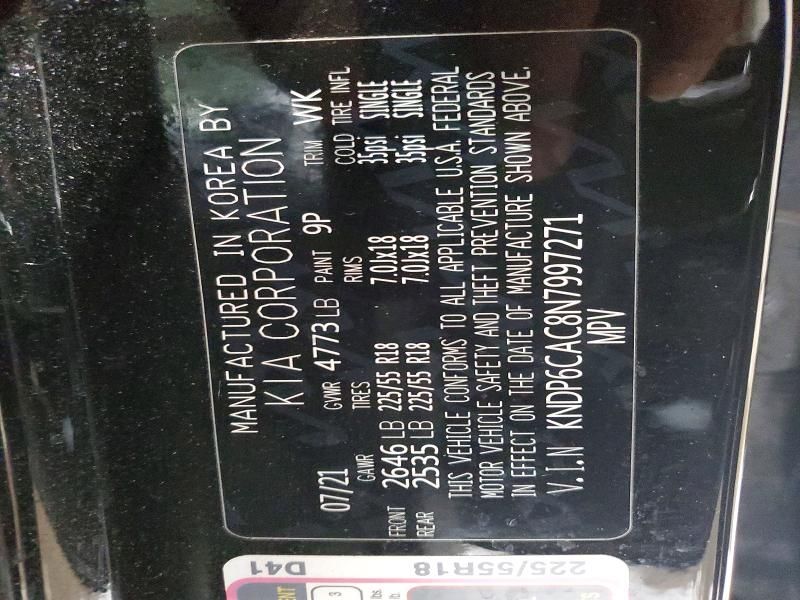 MANUFACTURED IN KOREA BY
KIA CORPORATION
07/21 GVWR 4773 LB PAINT 9P TRIM WK
GAWR TIRES RIMS COLD TIRE INFL
FRONT 2646 LB 225/55 R18 7.0Jx18 35psi SINGLE
REAR 2535 LB 225/55 R18 7.0Jx18 35psi SINGLE
THIS VEHICLE CONFORMS TO ALL APPLICABLE U.S.A. FEDERAL
MOTOR VEHICLE SAFETY AND THEFT PREVENTION STANDARDS
IN EFFECT ON THE DATE OF MANUFACTURE SHOWN ABOVE.
V.I.N KNDP6CAC8N7997271
MPV
D41
225/55R18
3